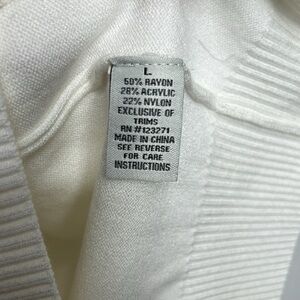 L
50% RAYON
28% ACRYLIC
22% NYLON
EXCLUSIVE OF
TRIMS
RN #123271
MADE IN CHINA
SEE REVERSE
FOR CARE
INSTRUCTIONS